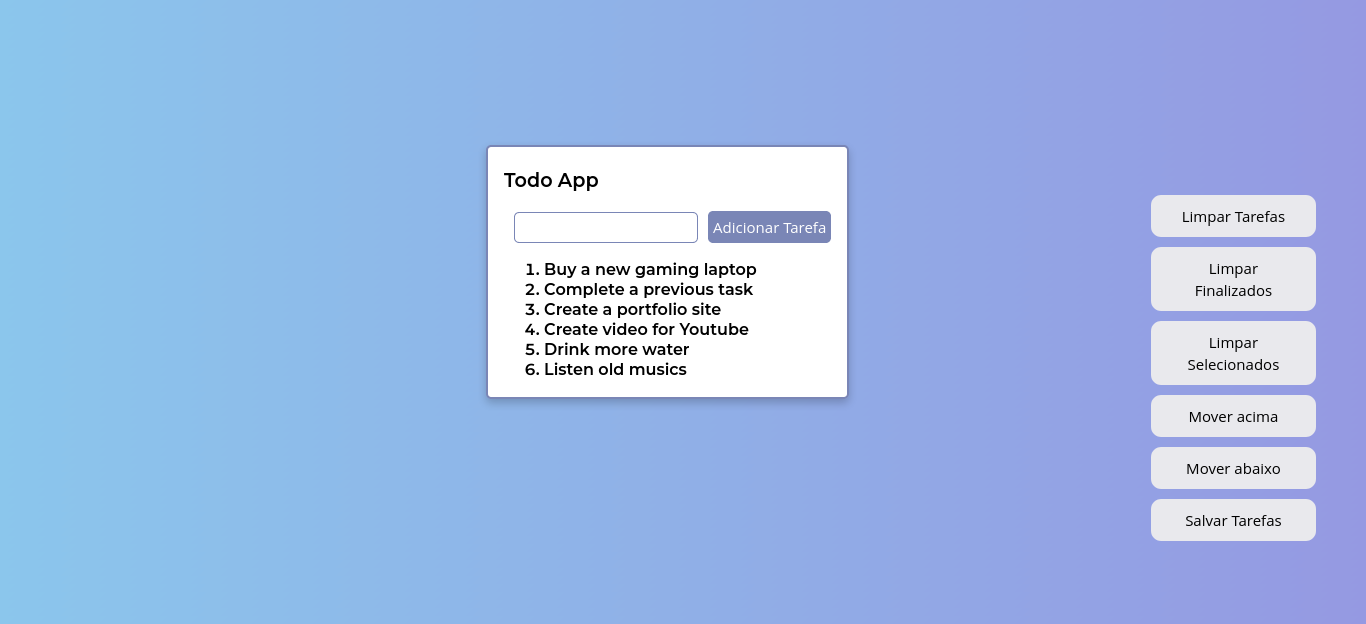 Todo App
Adicionar Tarefa
1. Buy a new gaming laptop
2. Complete a previous task
3. Create a portfolio site
4. Create video for Youtube
5. Drink more water
6. Listen old musics
Limpar Tarefas
Limpar
Finalizados
Limpar
Selecionados
Mover acima
Mover abaixo
Salvar Tarefas